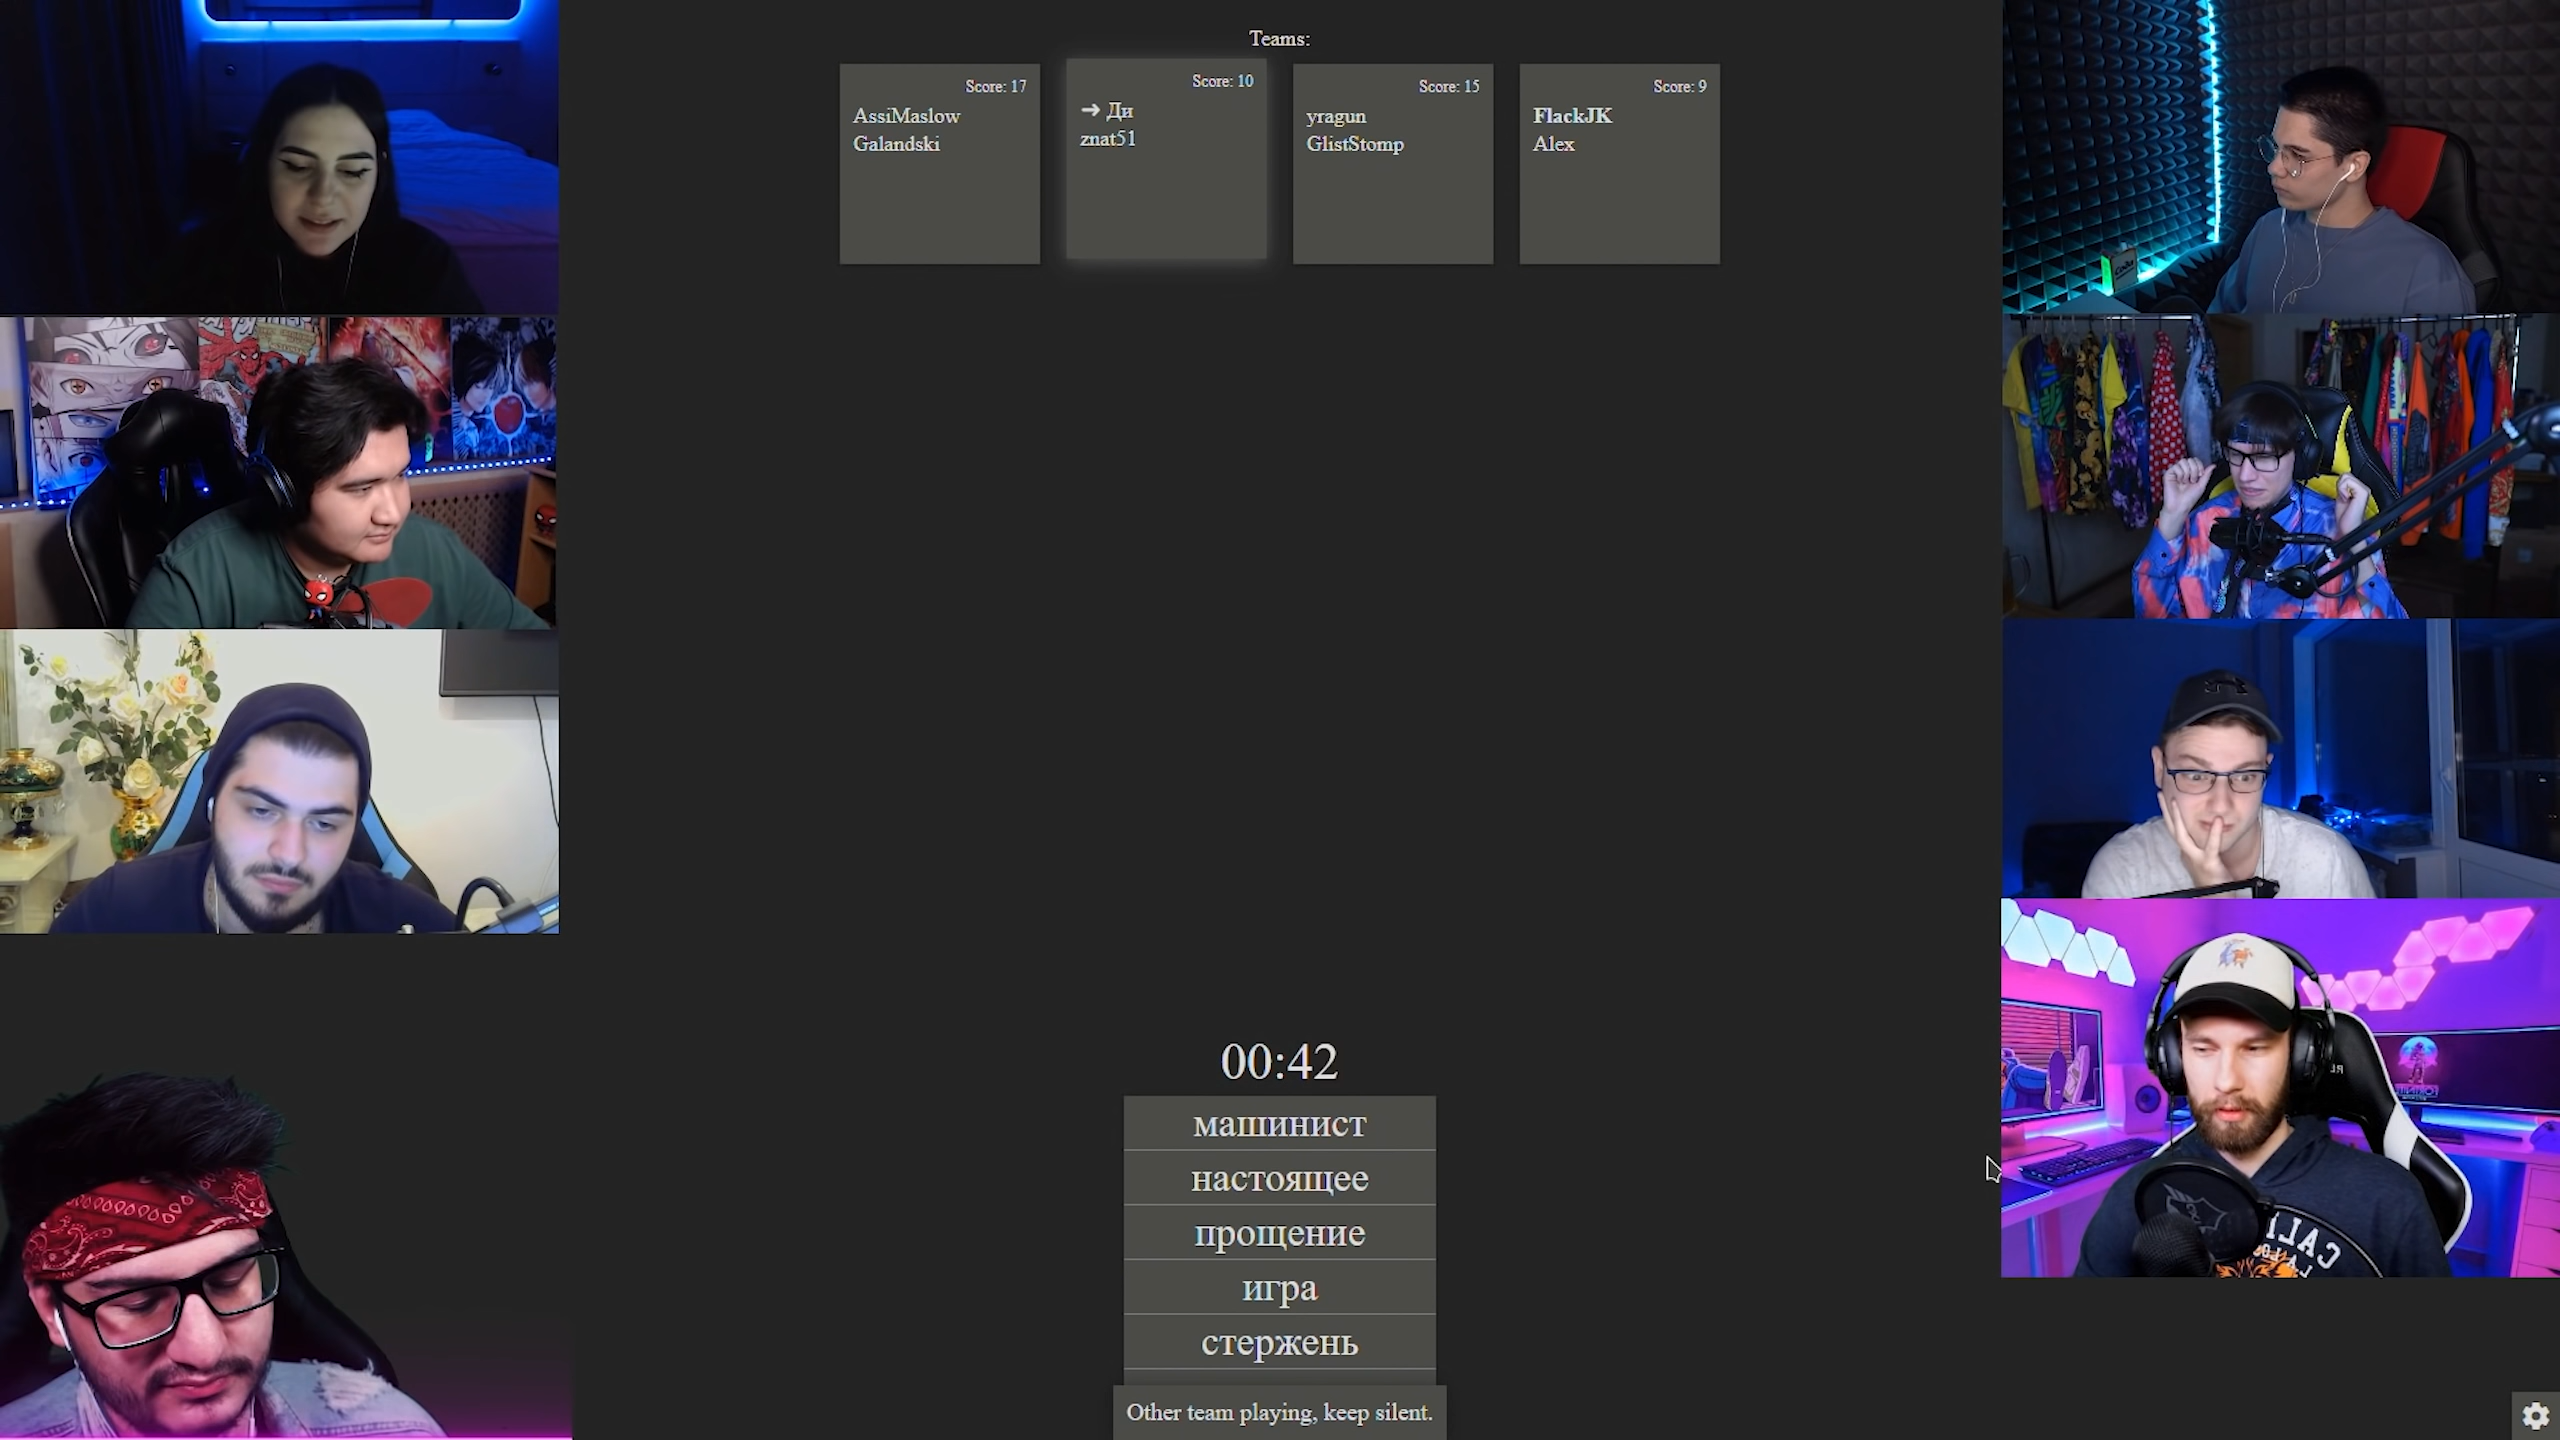 Teams:
Score: 17
AssiMaslow
Galandski
Score: 10
➜ Ди
znat51
Score: 15
yragun
GlistStomp
Score: 9
FlackJK
Alex
00:42
машинист
настоящее
прощение
игра
стержень
Other team playing, keep silent.